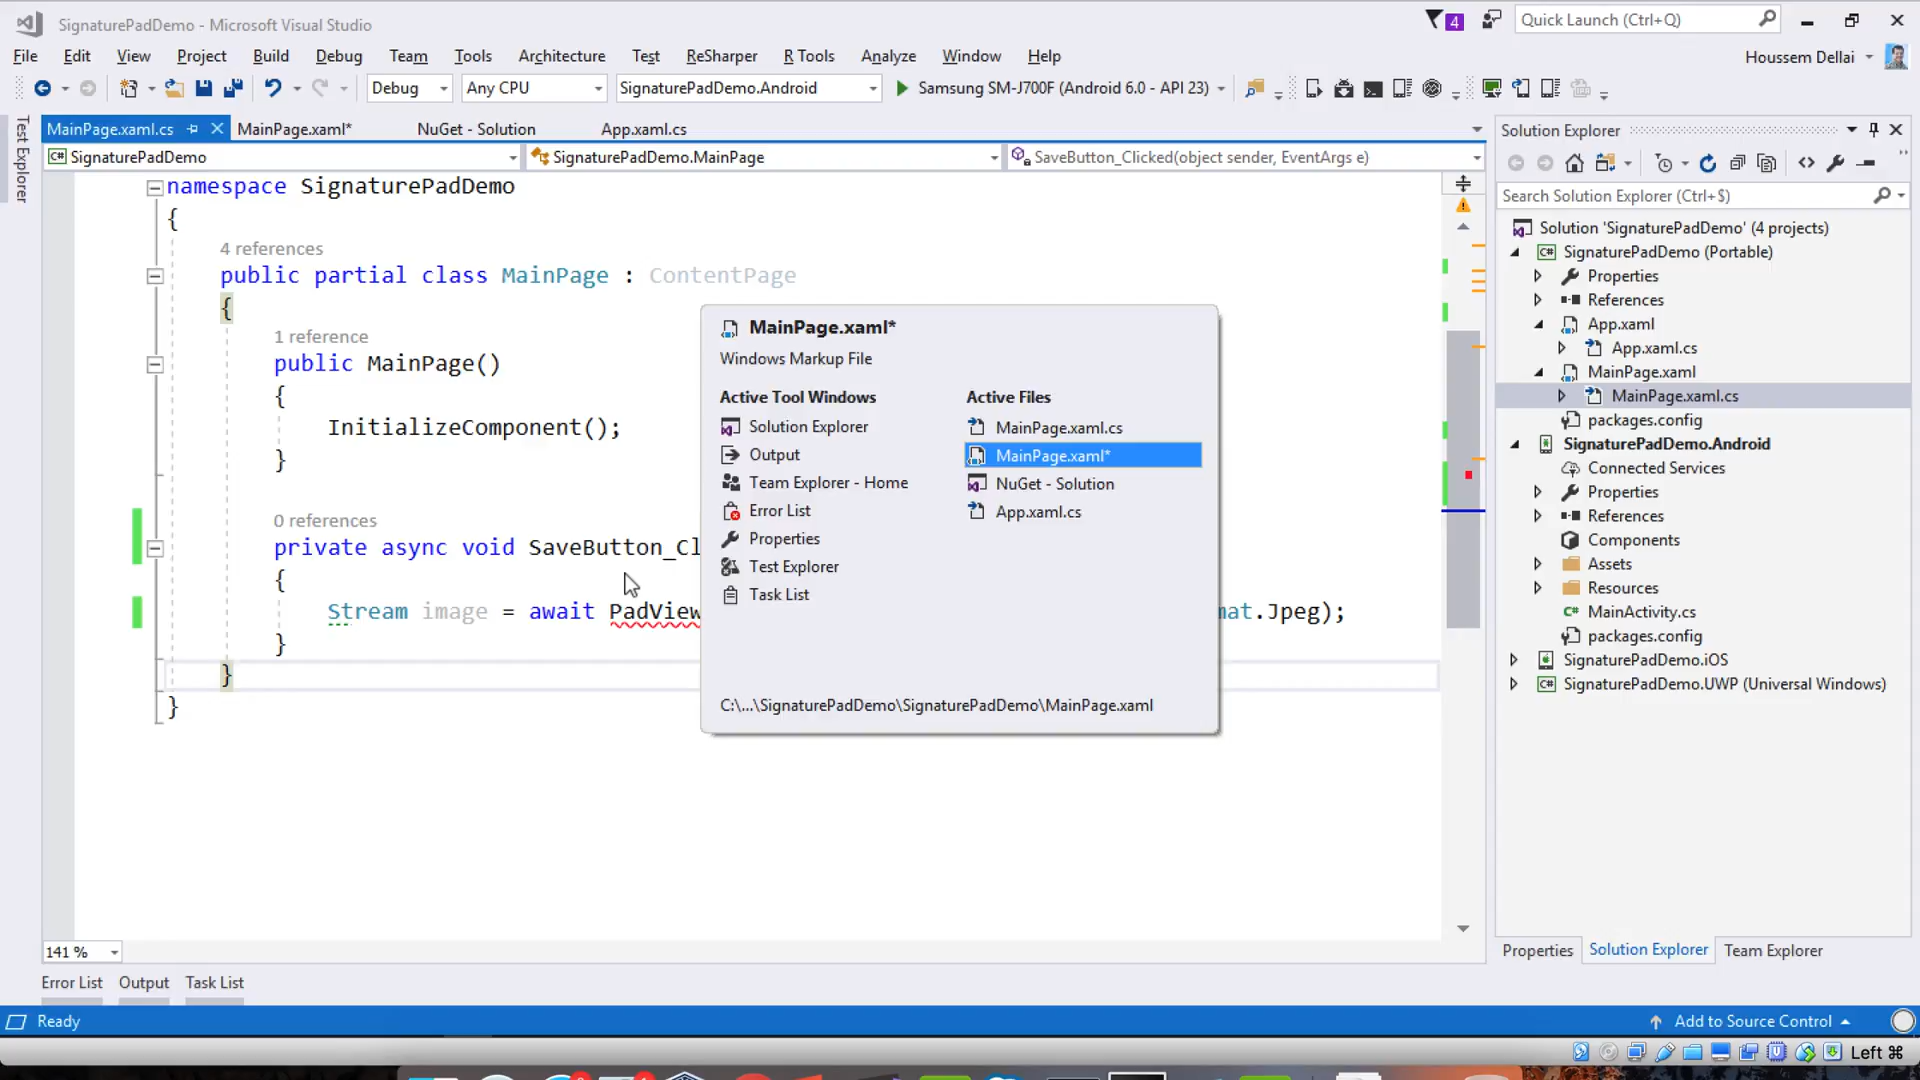 SignaturePadDemo - Microsoft Visual Studio
4
Quick Launch (Ctrl+Q)
File Edit View Project Build Debug Team Tools Architecture Test ReSharper R Tools Analyze Window Help
Houssem Dellai
Debug
Any CPU
SignaturePadDemo.Android
Samsung SM-J700F (Android 6.0 - API 23)
Test Explorer
MainPage.xaml.cs
MainPage.xaml*
NuGet - Solution
App.xaml.cs
SignaturePadDemo
SignaturePadDemo.MainPage
SaveButton_Clicked(object sender, EventArgs e)
namespace SignaturePadDemo
{
4 references
public partial class MainPage : ContentPage
{
1 reference
public MainPage()
{
InitializeComponent();
}
0 references
private async void SaveButton_Cl
{
Stream image = await PadView
mat.Jpeg);
}
}
}
MainPage.xaml*
Windows Markup File
Active Tool Windows
Solution Explorer
Output
Team Explorer - Home
Error List
Properties
Test Explorer
Task List
Active Files
MainPage.xaml.cs
MainPage.xaml*
NuGet - Solution
App.xaml.cs
C:\...\SignaturePadDemo\SignaturePadDemo\MainPage.xaml
Solution Explorer
Search Solution Explorer (Ctrl+$)
Solution 'SignaturePadDemo' (4 projects)
SignaturePadDemo (Portable)
Properties
References
App.xaml
App.xaml.cs
MainPage.xaml
MainPage.xaml.cs
packages.config
SignaturePadDemo.Android
Connected Services
Properties
References
Components
Assets
Resources
MainActivity.cs
packages.config
SignaturePadDemo.iOS
SignaturePadDemo.UWP (Universal Windows)
141 %
Properties
Solution Explorer
Team Explorer
Error List
Output
Task List
Ready
Add to Source Control
Left ⌘